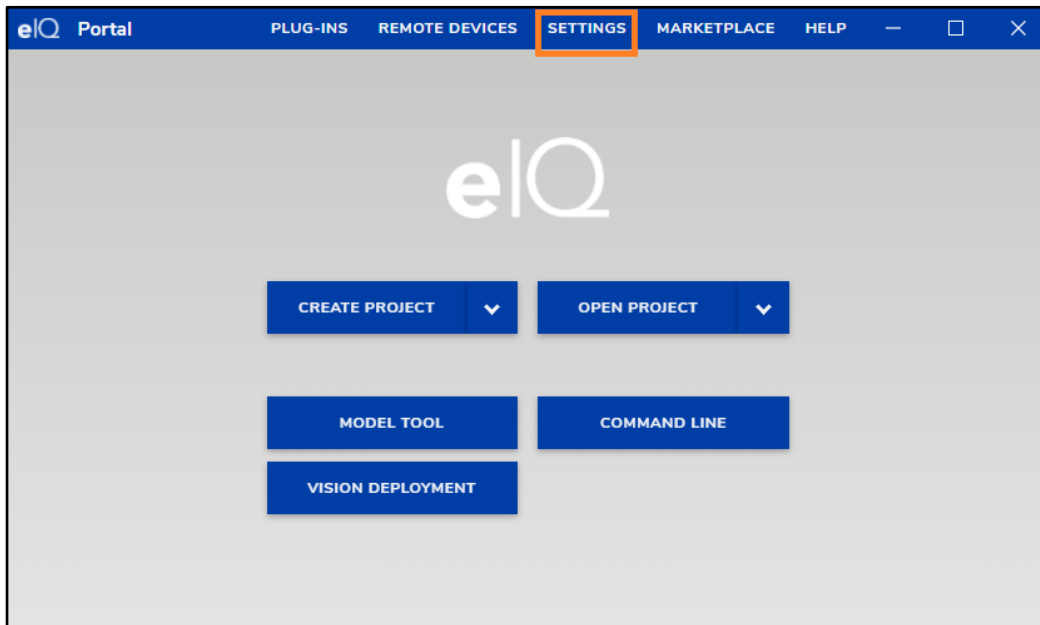 eIQ Portal PLUG-INS REMOTE DEVICES SETTINGS MARKETPLACE HELP
eIQ
CREATE PROJECT OPEN PROJECT
MODEL TOOL COMMAND LINE
VISION DEPLOYMENT